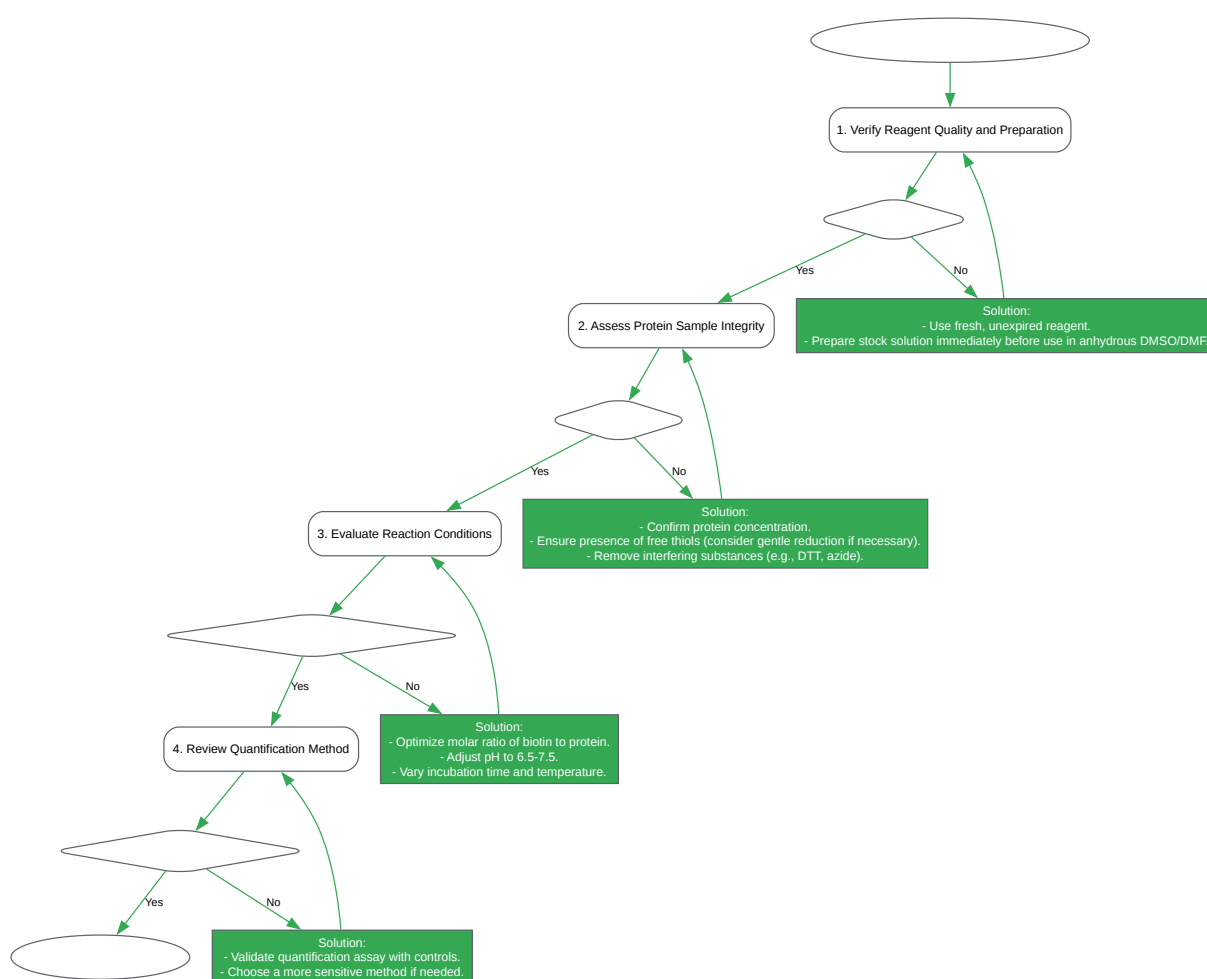 1. Verify Reagent Quality and Preparation
Yes
No
Solution:
- Use fresh, unexpired reagent.
- Prepare stock solution immediately before use in anhydrous DMSO/DMF.
2. Assess Protein Sample Integrity
Yes
No
Solution:
- Confirm protein concentration.
- Ensure presence of free thiols (consider gentle reduction if necessary).
- Remove interfering substances (e.g., DTT, azide).
3. Evaluate Reaction Conditions
Yes
No
Solution:
- Optimize molar ratio of biotin to protein.
- Adjust pH to 6.5-7.5.
- Vary incubation time and temperature.
4. Review Quantification Method
Yes
No
Solution:
- Validate quantification assay with controls.
- Choose a more sensitive method if needed.